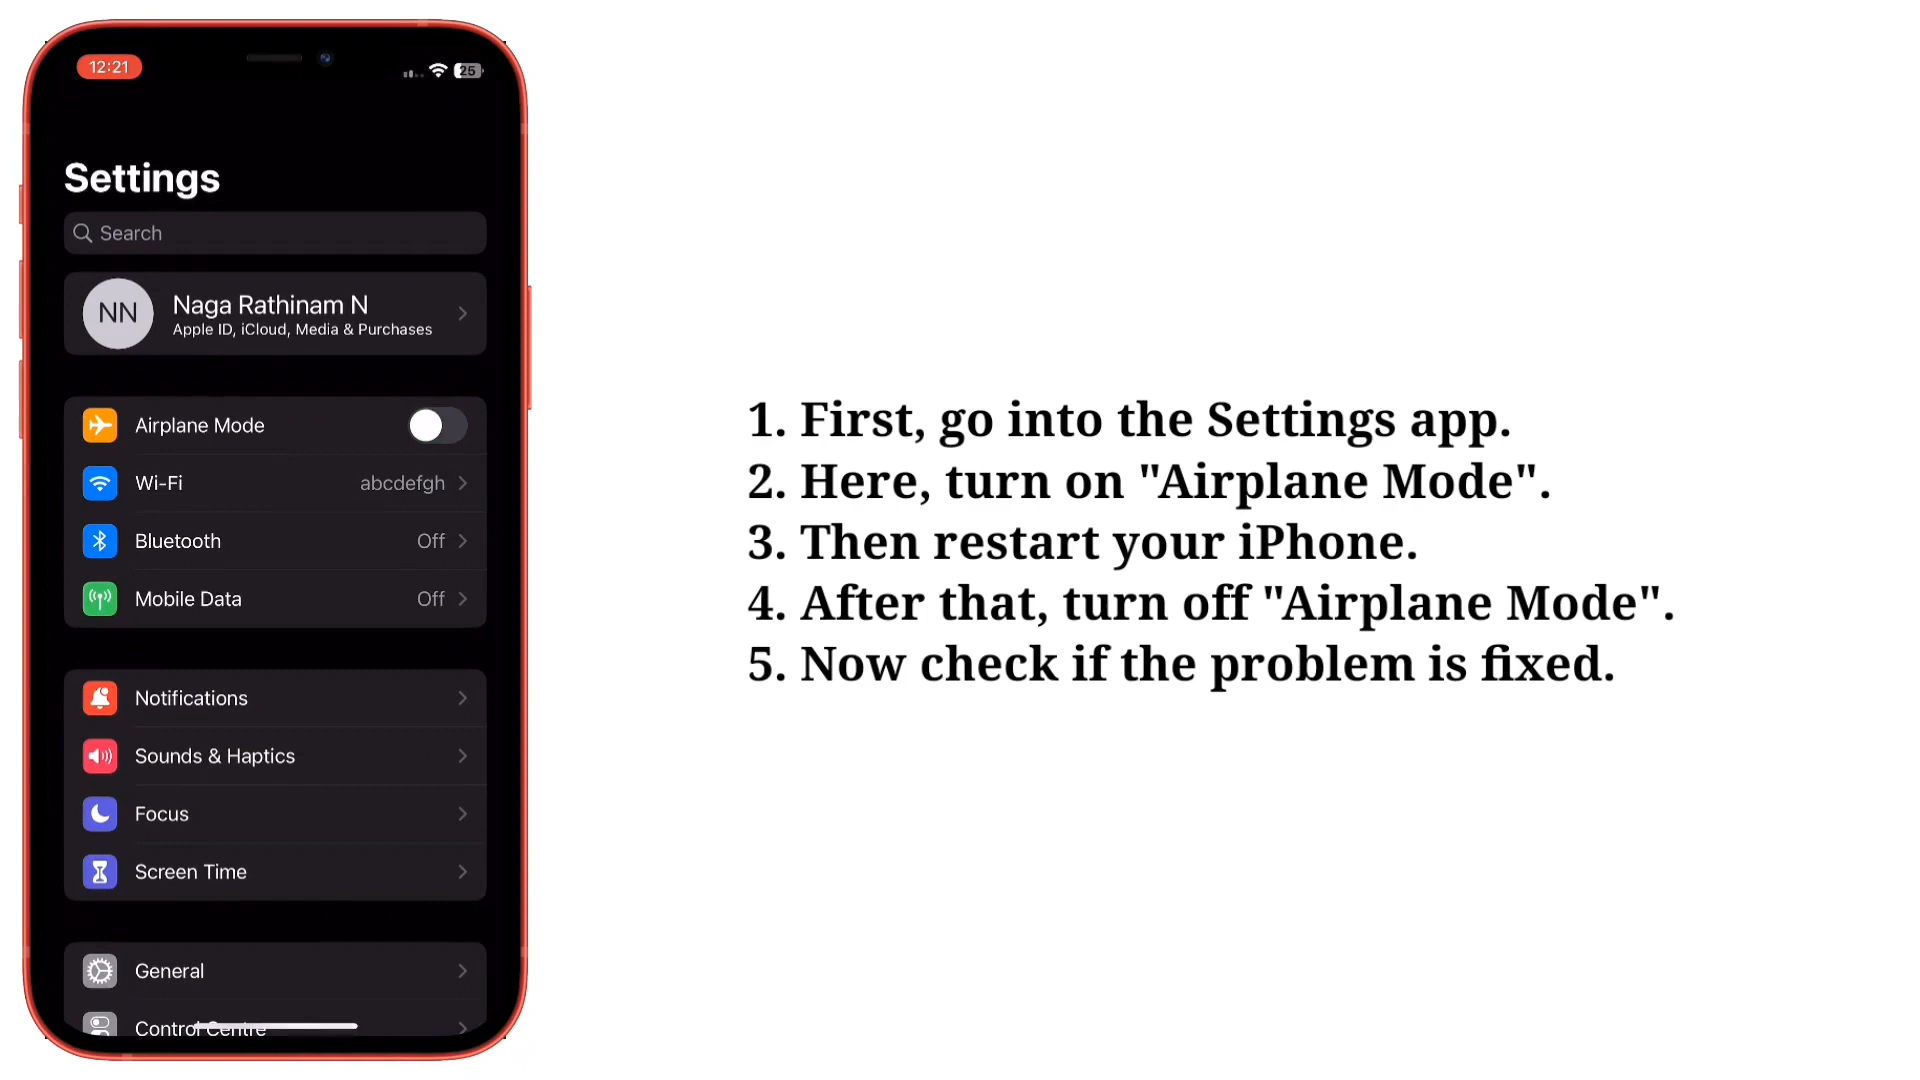 12:21
25
Settings
Search
NN
Naga Rathinam N
Apple ID, iCloud, Media & Purchases
Airplane Mode
Wi-Fi abcdefgh
Bluetooth Off
Mobile Data Off
Notifications
Sounds & Haptics
Focus
Screen Time
General
Control Centre
1. First, go into the Settings app.
2. Here, turn on "Airplane Mode".
3. Then restart your iPhone.
4. After that, turn off "Airplane Mode".
5. Now check if the problem is fixed.